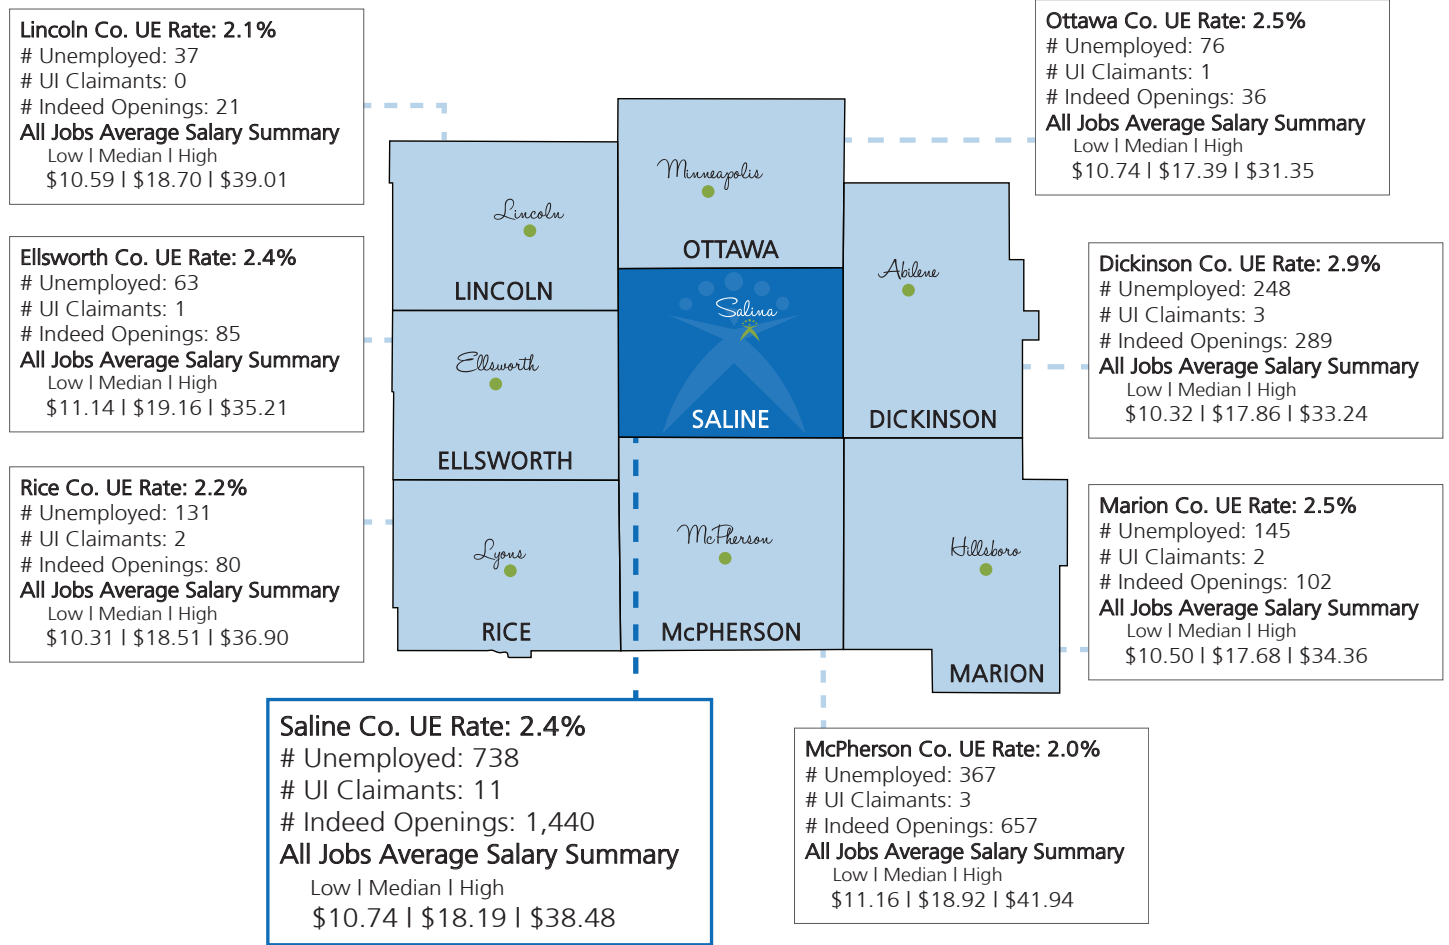 Lincoln Co. UE Rate: 2.1%
# Unemployed: 37
# UI Claimants: 0
# Indeed Openings: 21
All Jobs Average Salary Summary
Low l Median l High
$10.59 l $18.70 l $39.01
Ellsworth Co. UE Rate: 2.4%
# Unemployed: 63
# UI Claimants: 1
# Indeed Openings: 85
All Jobs Average Salary Summary
Low l Median l High
$11.14 l $19.16 l $35.21
Rice Co. UE Rate: 2.2%
# Unemployed: 131
# UI Claimants: 2
# Indeed Openings: 80
All Jobs Average Salary Summary
Low l Median l High
$10.31 l $18.51 l $36.90
Lincoln
LINCOLN
Minneapolis
OTTAWA
Salina
SALINE
Abilene
DICKINSON
Ellsworth
ELLSWORTH
Lyons
RICE
McPherson
McPHERSON
Hillsboro
MARION
Ottawa Co. UE Rate: 2.5%
# Unemployed: 76
# UI Claimants: 1
# Indeed Openings: 36
All Jobs Average Salary Summary
Low l Median l High
$10.74 l $17.39 l $31.35
Dickinson Co. UE Rate: 2.9%
# Unemployed: 248
# UI Claimants: 3
# Indeed Openings: 289
All Jobs Average Salary Summary
Low l Median l High
$10.32 l $17.86 l $33.24
Marion Co. UE Rate: 2.5%
# Unemployed: 145
# UI Claimants: 2
# Indeed Openings: 102
All Jobs Average Salary Summary
Low l Median l High
$10.50 l $17.68 l $34.36
Saline Co. UE Rate: 2.4%
# Unemployed: 738
# UI Claimants: 11
# Indeed Openings: 1,440
All Jobs Average Salary Summary
Low l Median l High
$10.74 l $18.19 l $38.48
McPherson Co. UE Rate: 2.0%
# Unemployed: 367
# UI Claimants: 3
# Indeed Openings: 657
All Jobs Average Salary Summary
Low l Median l High
$11.16 l $18.92 l $41.94